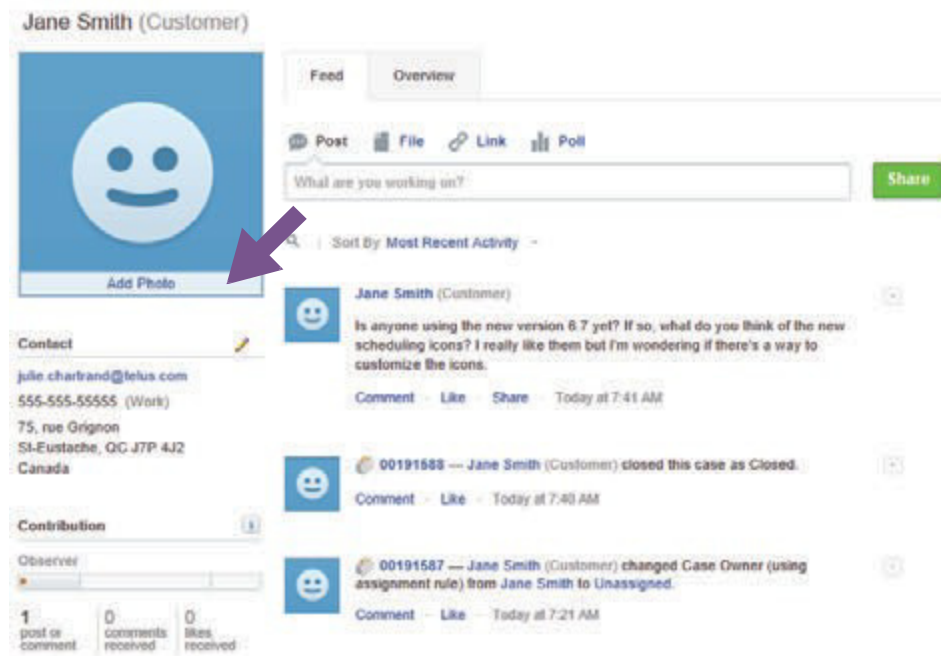 Jane Smith (Customer)
Add Photo
Contact
julie.chartrand@telus.com
555-555-55555 (Work)
75, rue Grignon
St-Eustache, QC J7P 4J2
Canada
Contribution
Observer
1
post or
comment
0
comments
received
0
likes
received
Feed
Overview
Post File Link Poll
What are you working on?
Share
Sort By Most Recent Activity
Jane Smith (Customer)
Is anyone using the new version 6.7 yet? If so, what do you think of the new
scheduling icons? I really like them but I'm wondering if there's a way to
customize the icons.
Comment · Like · Share · Today at 7:41 AM
00191588 — Jane Smith (Customer) closed this case as Closed.
Comment · Like · Today at 7:40 AM
00191587 — Jane Smith (Customer) changed Case Owner (using
assignment rule) from Jane Smith to Unassigned.
Comment · Like · Today at 7:21 AM